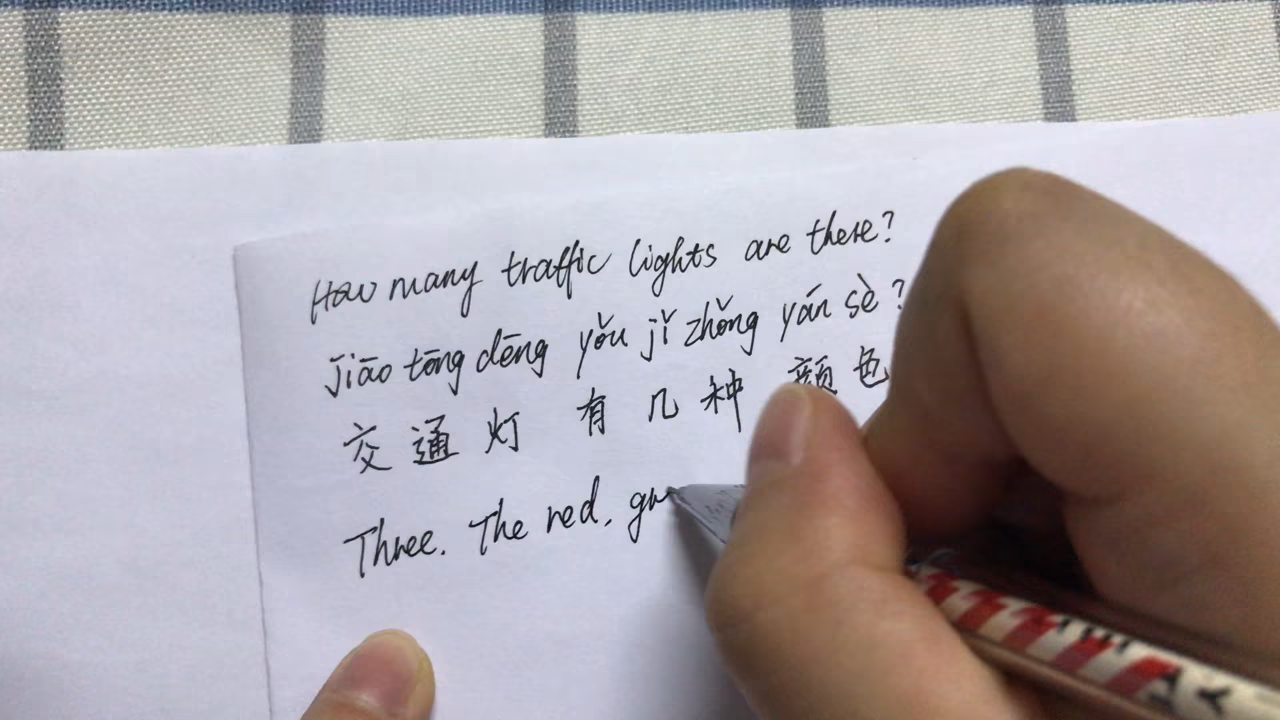 How many traffic lights are there?
jiāo tōng dēng yǒu jǐ zhǒng yán sè?
交通灯 有几种 颜色
Three. The red,